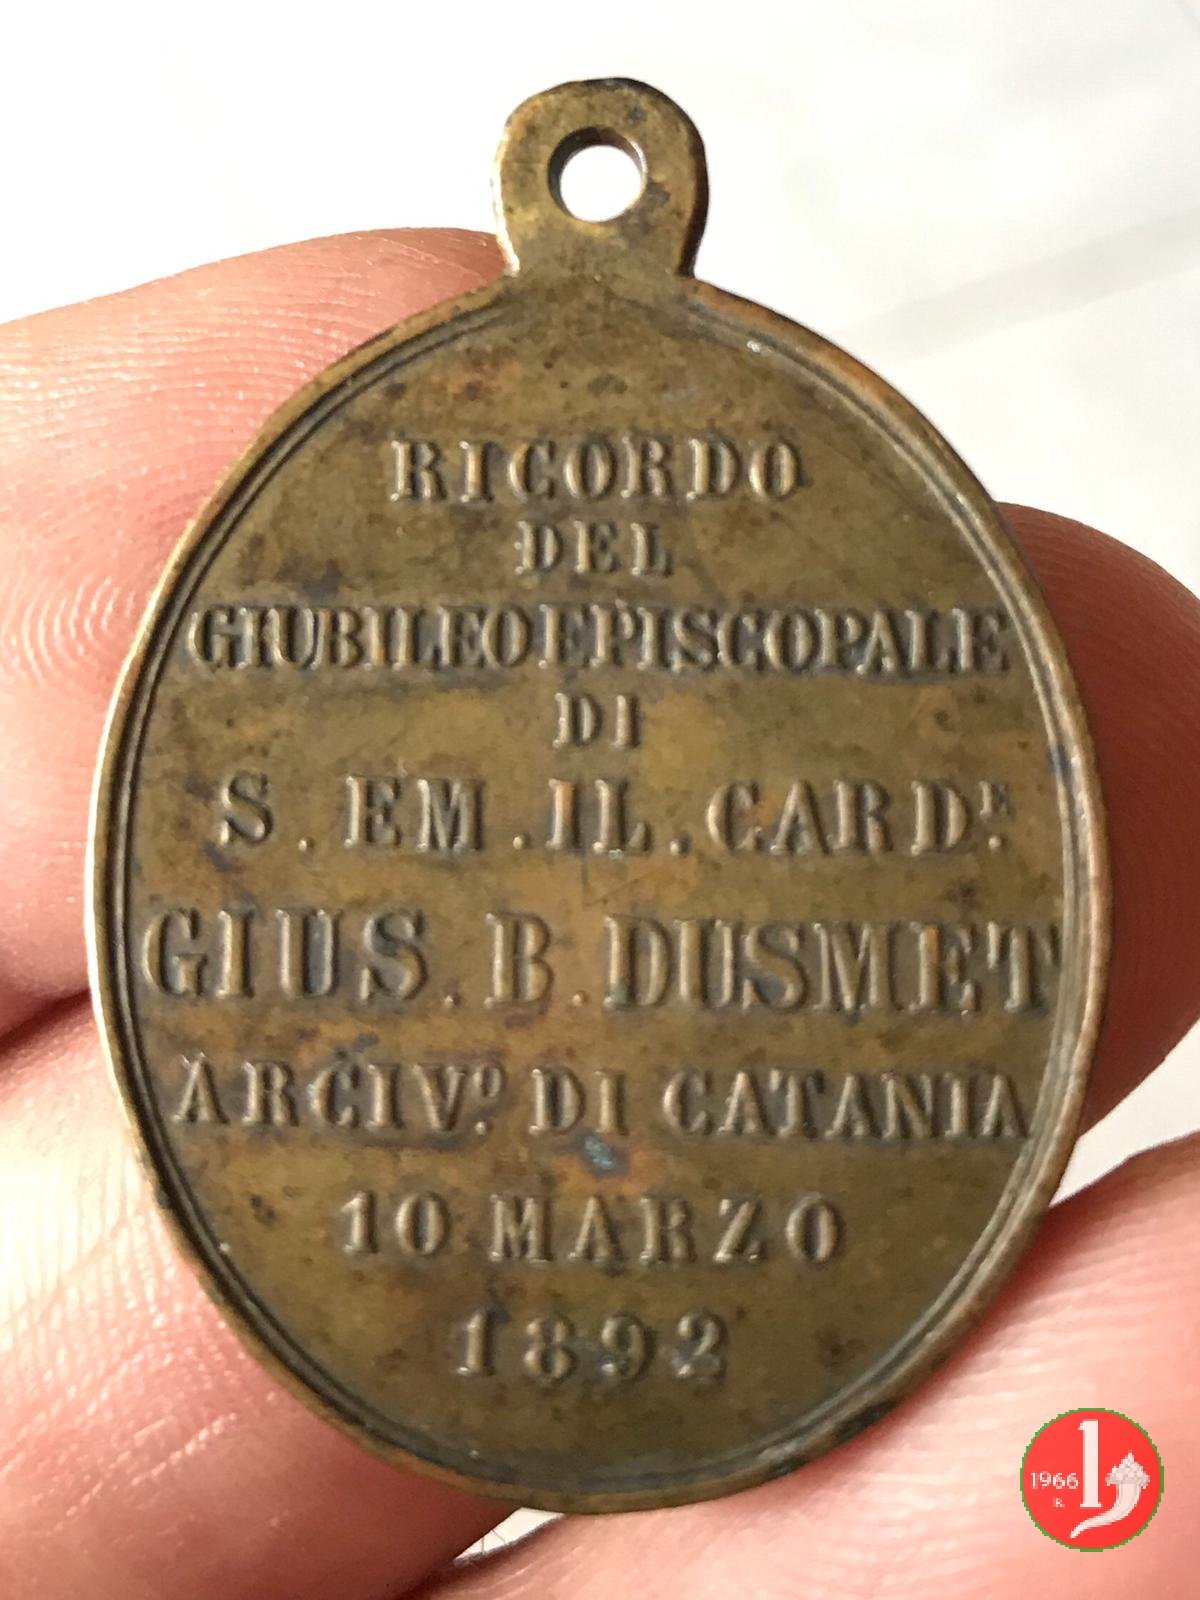 RICORDO
DEL
GIUBILEO EPISCOPALE
DI
S. EM. IL. CARD.E
GIUS. B. DUSMET
ARCIV.O DI CATANIA
10 MARZO
1892
1966
R.